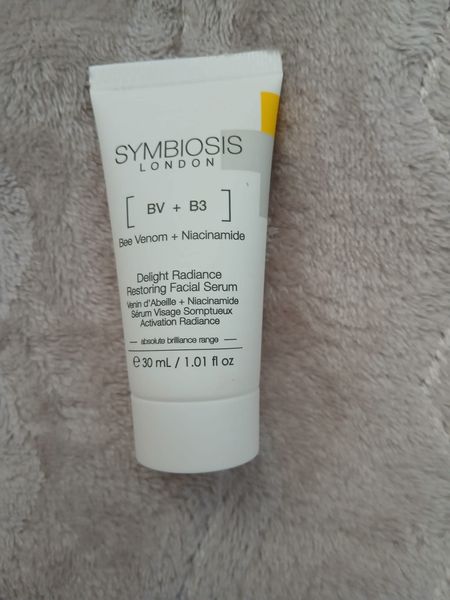 SYMBIOSIS
LONDON
[ BV + B3 ]
Bee Venom + Niacinamide
Delight Radiance
Restoring Facial Serum
Venin d'Abeille + Niacinamide
Sérum Visage Somptueux
Activation Radiance
absolute brilliance range
℮ 30 mL / 1.01 fl oz